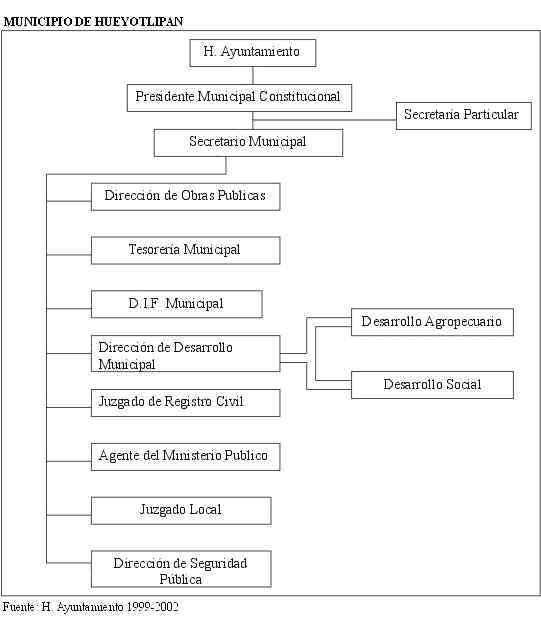 MUNICIPIO DE HUEYOTLIPAN
H. Ayuntamiento
Presidente Municipal Constitucional
Secretaria Particular
Secretario Municipal
Dirección de Obras Publicas
Tesorería Municipal
D.I.F Municipal
Desarrollo Agropecuario
Dirección de Desarrollo
Municipal
Desarrollo Social
Juzgado de Registro Civil
Agente del Ministerio Publico
Juzgado Local
Dirección de Seguridad
Pública
Fuente: H. Ayuntamiento 1999-2002